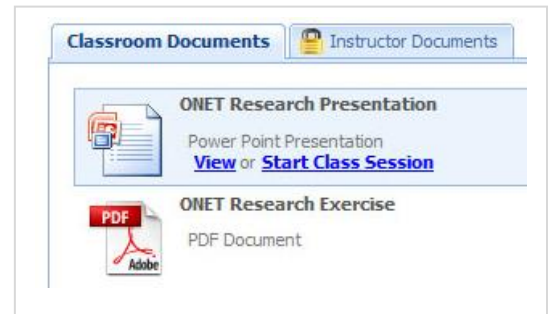 Classroom Documents Instructor Documents
ONET Research Presentation
Power Point Presentation
View or Start Class Session
ONET Research Exercise
PDF
PDF Document
Adobe